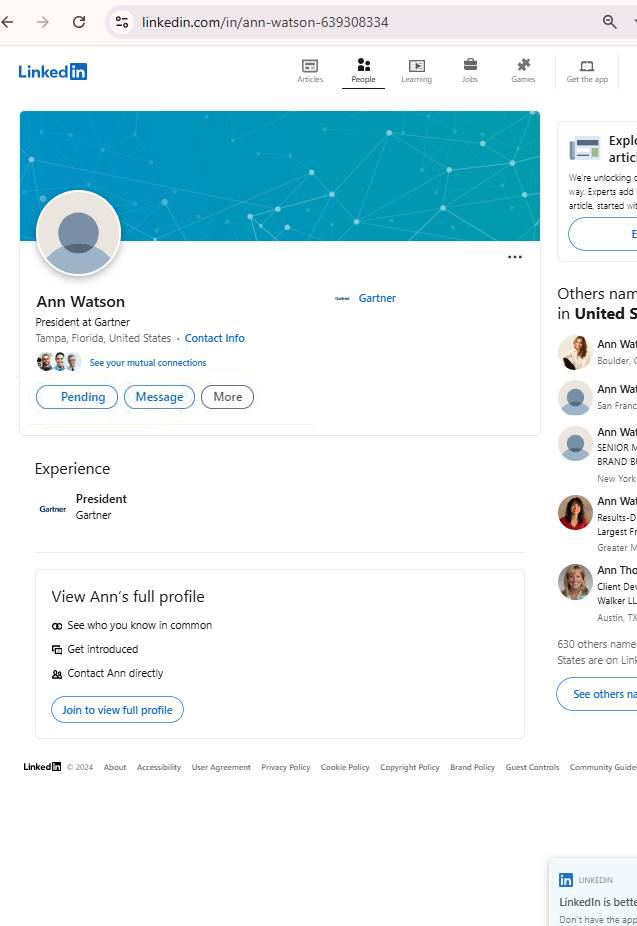 linkedin.com/in/ann-watson-639308334
Linkedin
Articles
People
Learning
Jobs
Games
Get the app
Ann Watson
President at Gartner
Tampa, Florida, United States · Contact Info
See your mutual connections
Pending
Message
More
Gartner
Gartner
Experience
Gartner
President
Gartner
View Ann's full profile
See who you know in common
Get introduced
Contact Ann directly
Join to view full profile
Explo
artic
We're unlocking c
way. Experts add
article, started wit
E
Others nam
in United S
Ann Wat
Boulder, C
Ann Wat
San Franc
Ann Wat
SENIOR M
BRAND B
New York
Ann Wat
Results-D
Largest Fr
Greater M
Ann Tho
Client Dev
Walker LL
Austin, TX
630 others name
States are on Link
See others na
Linkedin © 2024 About Accessibility User Agreement Privacy Policy Cookie Policy Copyright Policy Brand Policy Guest Controls Community Guidel
in LINKEDIN
LinkedIn is bette
Don't have the app